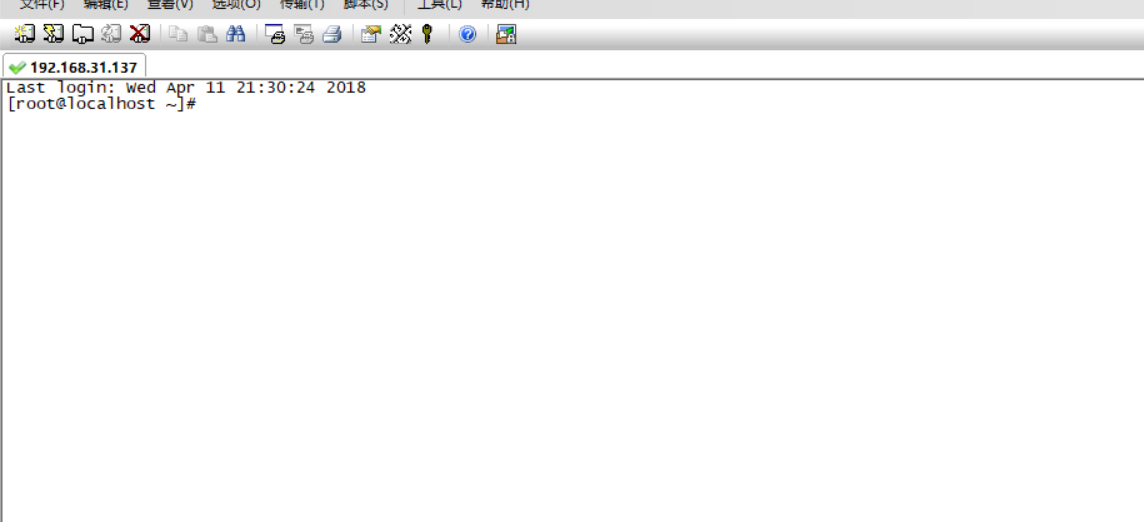 文件(F) 编辑(E) 查看(V) 选项(O) 传输(T) 脚本(S) 工具(L) 帮助(H)
192.168.31.137
Last login: Wed Apr 11 21:30:24 2018
[root@localhost ~]#